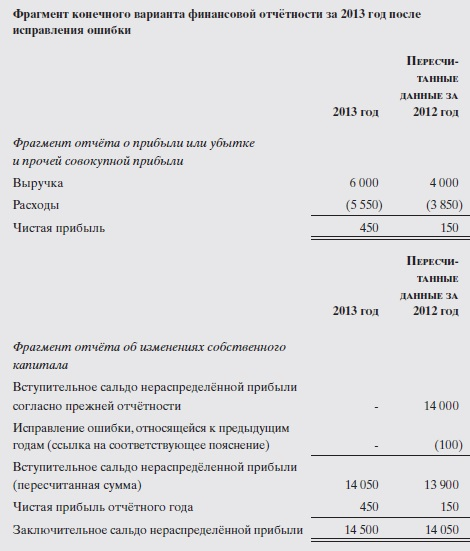 Фрагмент конечного варианта финансовой отчётности за 2013 год после
исправления ошибки
Пересчи-
танные
данные за
2013 год 2012 год
Фрагмент отчёта о прибыли или убытке
и прочей совокупной прибыли
Выручка 6 000 4 000
Расходы (5 550) (3 850)
Чистая прибыль 450 150
Пересчи-
танные
данные за
2013 год 2012 год
Фрагмент отчёта об изменениях собственного
капитала
Вступительное сальдо нераспределённой прибыли
согласно прежней отчётности - 14 000
Исправление ошибки, относящейся к предыдущим
годам (ссылка на соответствующее пояснение) - (100)
Вступительное сальдо нераспределённой прибыли
(пересчитанная сумма) 14 050 13 900
Чистая прибыль отчётного года 450 150
Заключительное сальдо нераспределённой прибыли 14 500 14 050